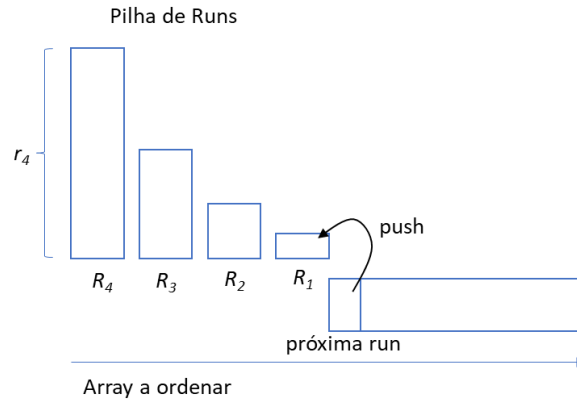 Pilha de Runs
r4
push
R4 R3 R2 R1
próxima run
Array a ordenar